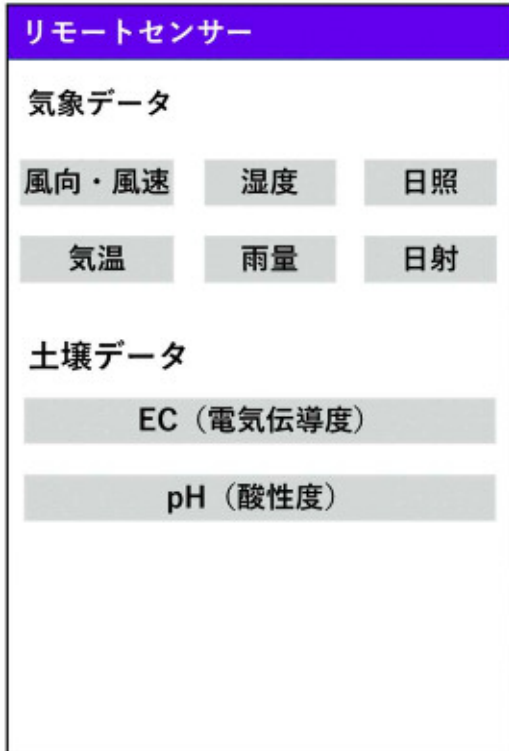 リモートセンサー
気象データ
風向・風速 湿度 日照
気温 雨量 日射
土壌データ
EC（電気伝導度）
pH（酸性度）